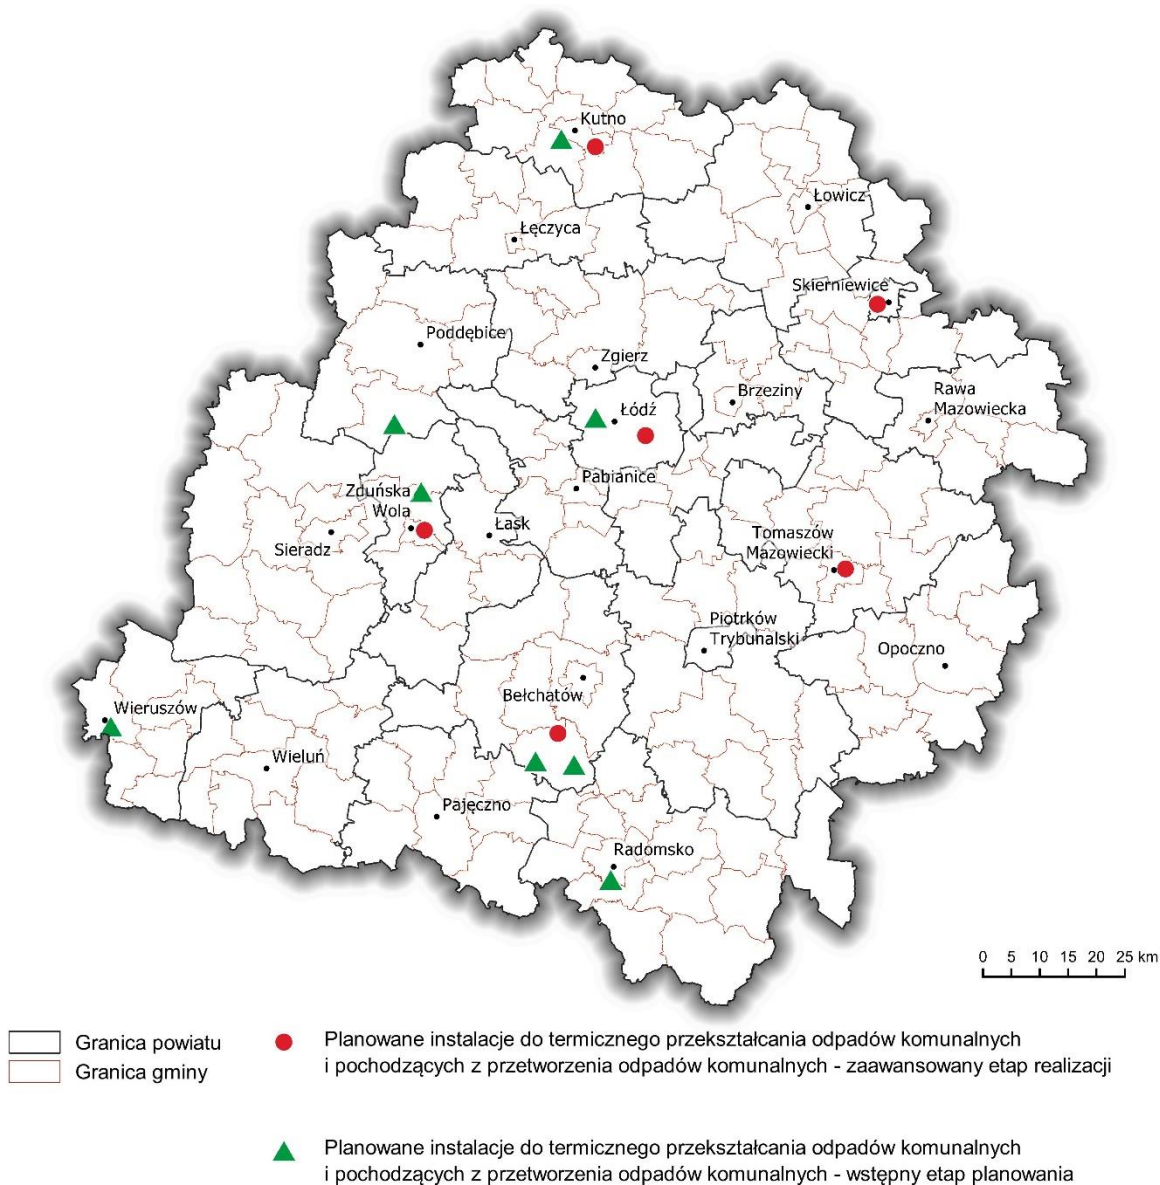 Kutno
Łowicz
Łęczyca
Skierniewice
Poddębice
Zgierz
Brzeziny
Rawa
Mazowiecka
Łódź
Pabianice
Zduńska
Wola
Łask
Sieradz
Tomaszów
Mazowiecki
Piotrków
Trybunalski
Opoczno
Bełchatów
Wieruszów
Wieluń
Pajęczno
Radomsko
0 5 10 15 20 25 km
Granica powiatu
Granica gminy
Planowane instalacje do termicznego przekształcania odpadów komunalnych
i pochodzących z przetworzenia odpadów komunalnych - zaawansowany etap realizacji
Planowane instalacje do termicznego przekształcania odpadów komunalnych
i pochodzących z przetworzenia odpadów komunalnych - wstępny etap planowania